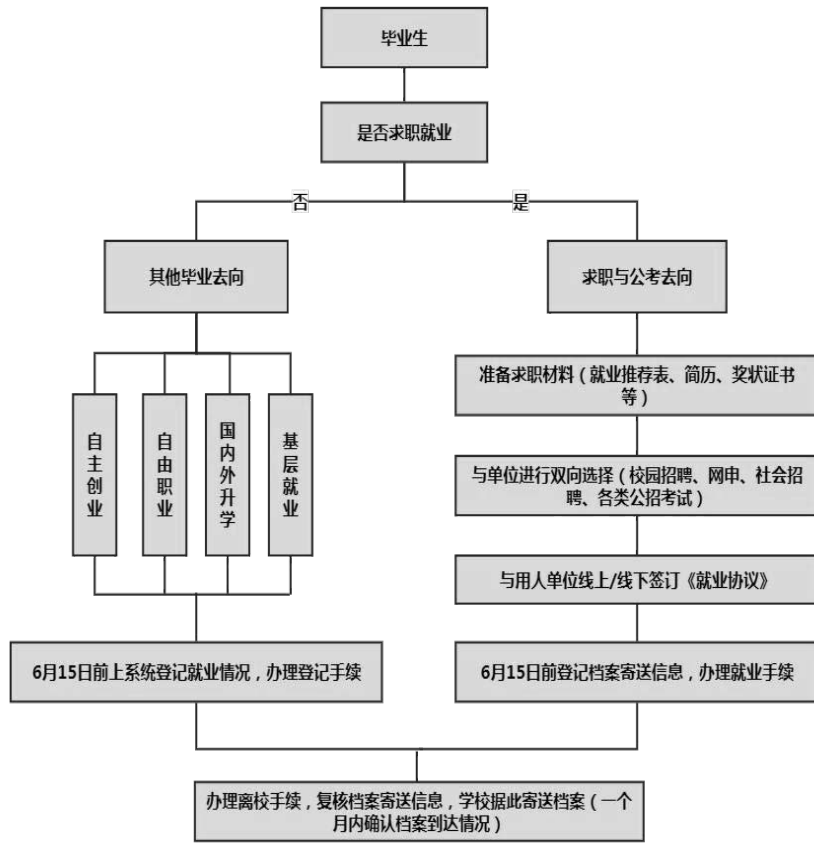 毕业生
是否求职就业
否
是
其他毕业去向
求职与公考去向
准备求职材料（就业推荐表、简历、奖状证书
等）
自主创业
自由职业
国内外升学
基层就业
与单位进行双向选择（校园招聘、网申、社会招
聘、各类公招考试）
与用人单位线上/线下签订《就业协议》
6月15日前上系统登记就业情况，办理登记手续
6月15日前登记档案寄送信息，办理就业手续
办理离校手续，复核档案寄送信息，学校据此寄送档案（一个
月内确认档案到达情况）